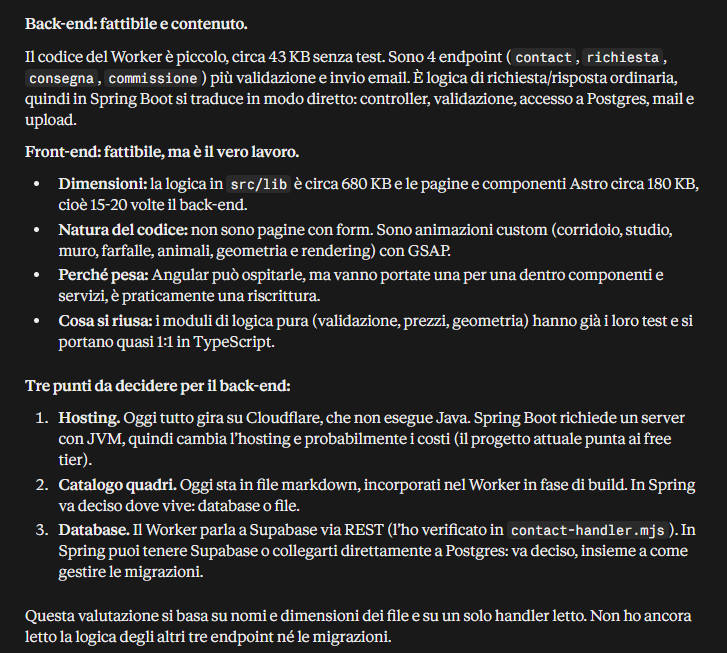 Back-end: fattibile e contenuto.
Il codice del Worker è piccolo, circa 43 KB senza test. Sono 4 endpoint ( contact , richiesta ,
consegna , commissione ) più validazione e invio email. È logica di richiesta/risposta ordinaria,
quindi in Spring Boot si traduce in modo diretto: controller, validazione, accesso a Postgres, mail e
upload.
Front-end: fattibile, ma è il vero lavoro.
• Dimensioni: la logica in src/lib è circa 680 KB e le pagine e componenti Astro circa 180 KB,
cioè 15-20 volte il back-end.
• Natura del codice: non sono pagine con form. Sono animazioni custom (corridoio, studio,
muro, farfalle, animali, geometria e rendering) con GSAP.
• Perché pesa: Angular può ospitarle, ma vanno portate una per una dentro componenti e
servizi, è praticamente una riscrittura.
• Cosa si riusa: i moduli di logica pura (validazione, prezzi, geometria) hanno già i loro test e si
portano quasi 1:1 in TypeScript.
Tre punti da decidere per il back-end:
1. Hosting. Oggi tutto gira su Cloudflare, che non esegue Java. Spring Boot richiede un server
con JVM, quindi cambia l'hosting e probabilmente i costi (il progetto attuale punta ai free
tier).
2. Catalogo quadri. Oggi sta in file markdown, incorporati nel Worker in fase di build. In Spring
va deciso dove vive: database o file.
3. Database. Il Worker parla a Supabase via REST (l'ho verificato in contact-handler.mjs ). In
Spring puoi tenere Supabase o collegarti direttamente a Postgres: va deciso, insieme a come
gestire le migrazioni.
Questa valutazione si basa su nomi e dimensioni dei file e su un solo handler letto. Non ho ancora
letto la logica degli altri tre endpoint né le migrazioni.